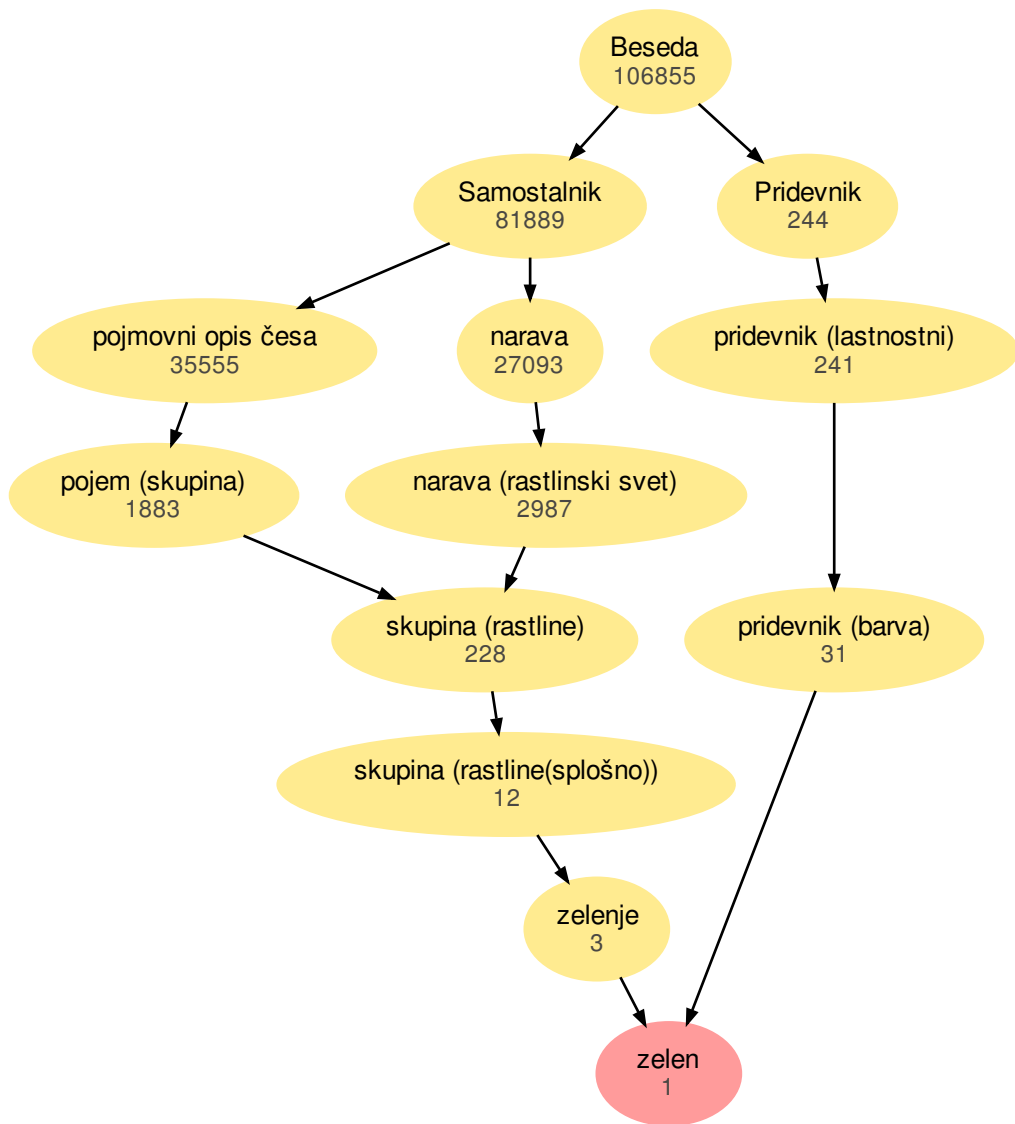 Beseda
106855
Samostalnik
81889
Pridevnik
244
pojmovni opis česa
35555
narava
27093
pridevnik (lastnostni)
241
pojem (skupina)
1883
narava (rastlinski svet)
2987
skupina (rastline)
228
pridevnik (barva)
31
skupina (rastline(splošno))
12
zelenje
3
zelen
1